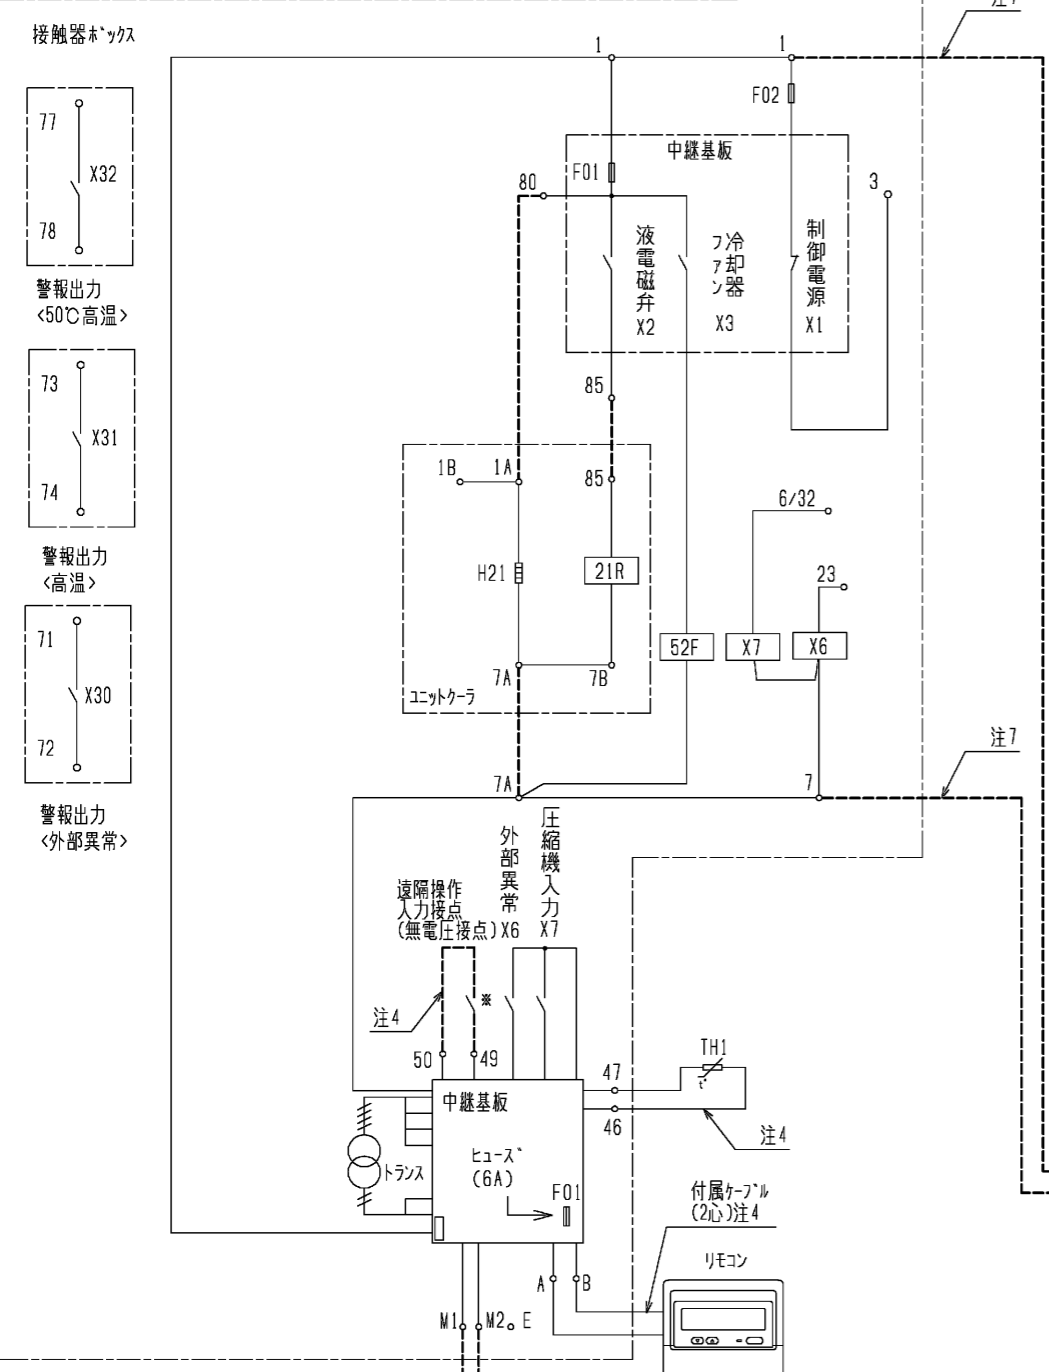 接触器ボックス
77
X32
78
警報出力
<50℃高温>
73
X31
74
警報出力
<高温>
71
X30
72
警報出力
<外部異常>
1
1
F02
中継基板
F01
80
3
液電磁弁
X2
冷却器
ファン
X3
制御電源
X1
85
1B
1A
85
6/32
H21
21R
23
52F
X7
X6
7A
7B
ユニットクーラ
注7
7A
7
外部異常
X6
圧縮機入力
X7
遠隔操作
入力接点
(無電圧接点)
※
注4
50
49
TH1
t°
47
46
中継基板
注4
トランス
ヒューズ
(6A)
F01
付属ケーブル
(2心)注4
リモコン
A
B
M1
M2
E